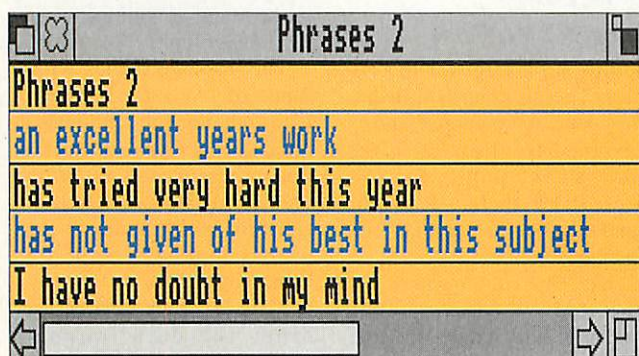 Phrases 2
Phrases 2
an excellent years work
has tried very hard this year
has not given of his best in this subject
I have no doubt in my mind